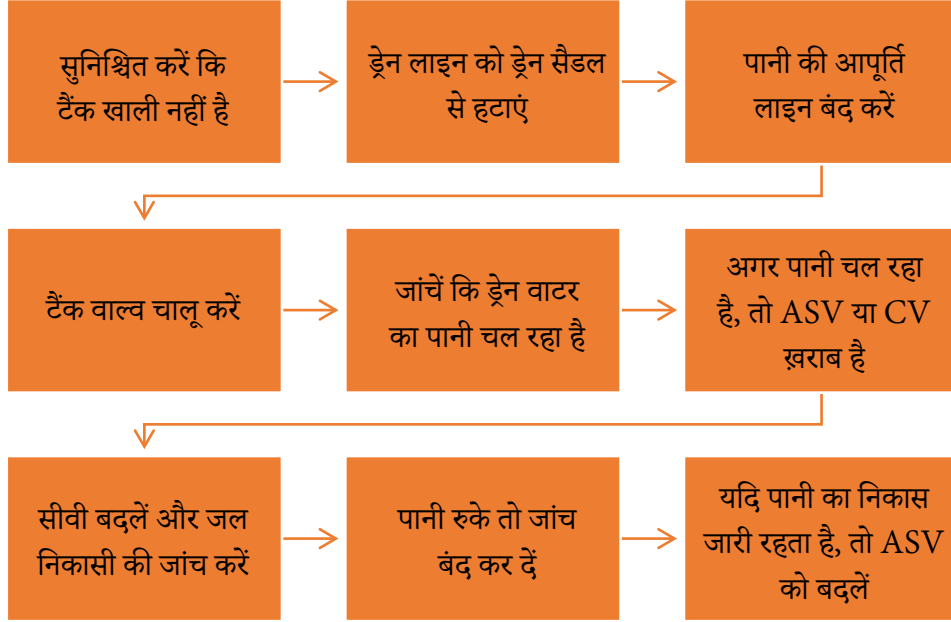 सुनिश्चित करें कि
टैंक खाली नहीं है
ड्रेन लाइन को ड्रेन सैडल
से हटाएं
पानी की आपूर्ति
लाइन बंद करें
टैंक वाल्व चालू करें
जांचें कि ड्रेन वाटर
का पानी चल रहा है
अगर पानी चल रहा
है, तो ASV या CV
ख़राब है
सीवी बदलें और जल
निकासी की जांच करें
पानी रुके तो जांच
बंद कर दें
यदि पानी का निकास
जारी रहता है, तो ASV
को बदलें